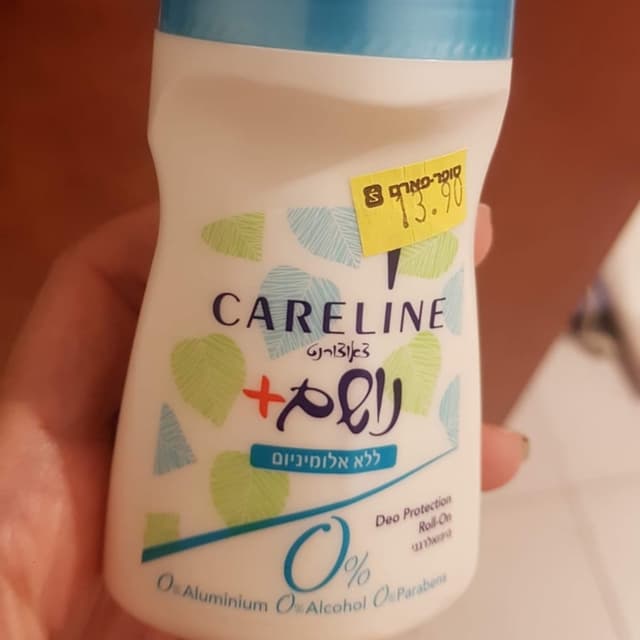 סופר-פארם
13.90
CARELINE
דאודורנט
נושם+
ללא אלומיניום
Deo Protection
Roll-On
היפואלרגני
0%
0% Aluminium 0% Alcohol 0% Parabens